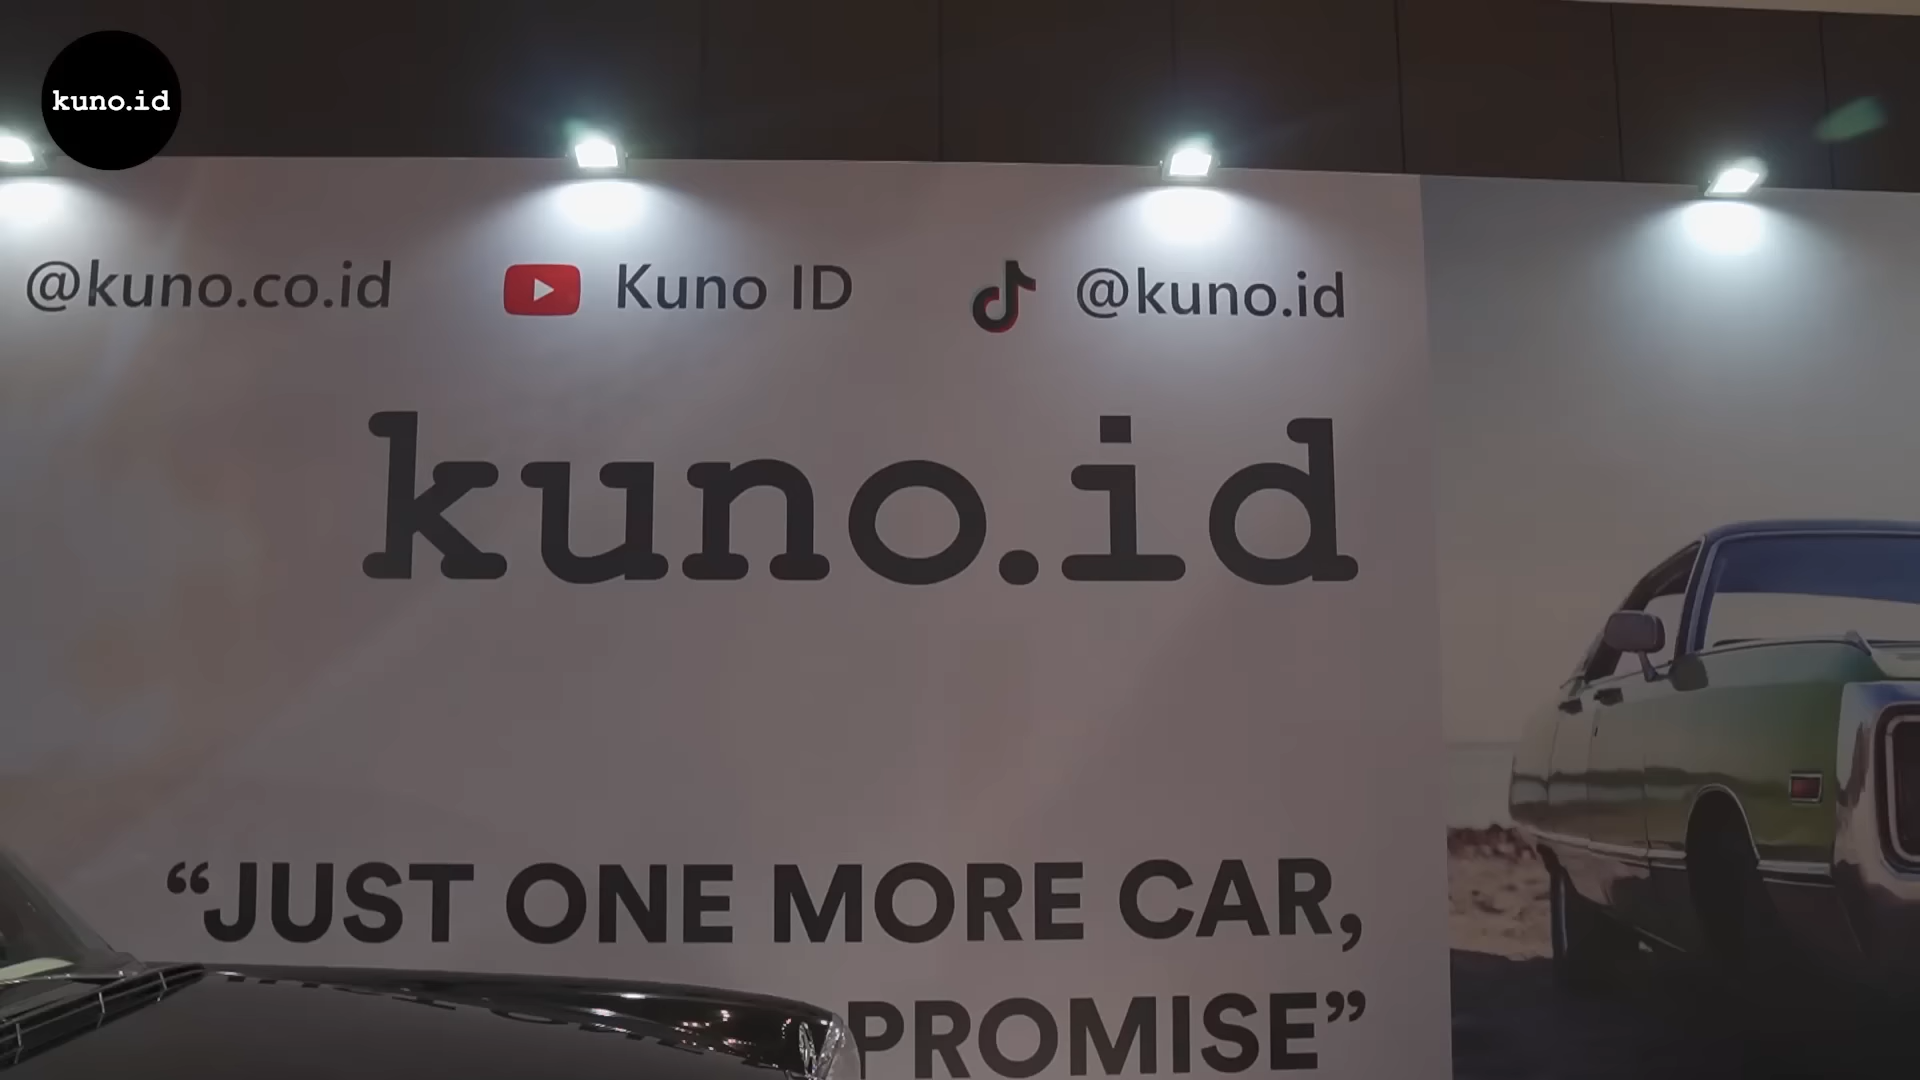 kuno.id
@kuno.co.id
Kuno ID
@kuno.id
kuno.id
“JUST ONE MORE CAR,
PROMISE”